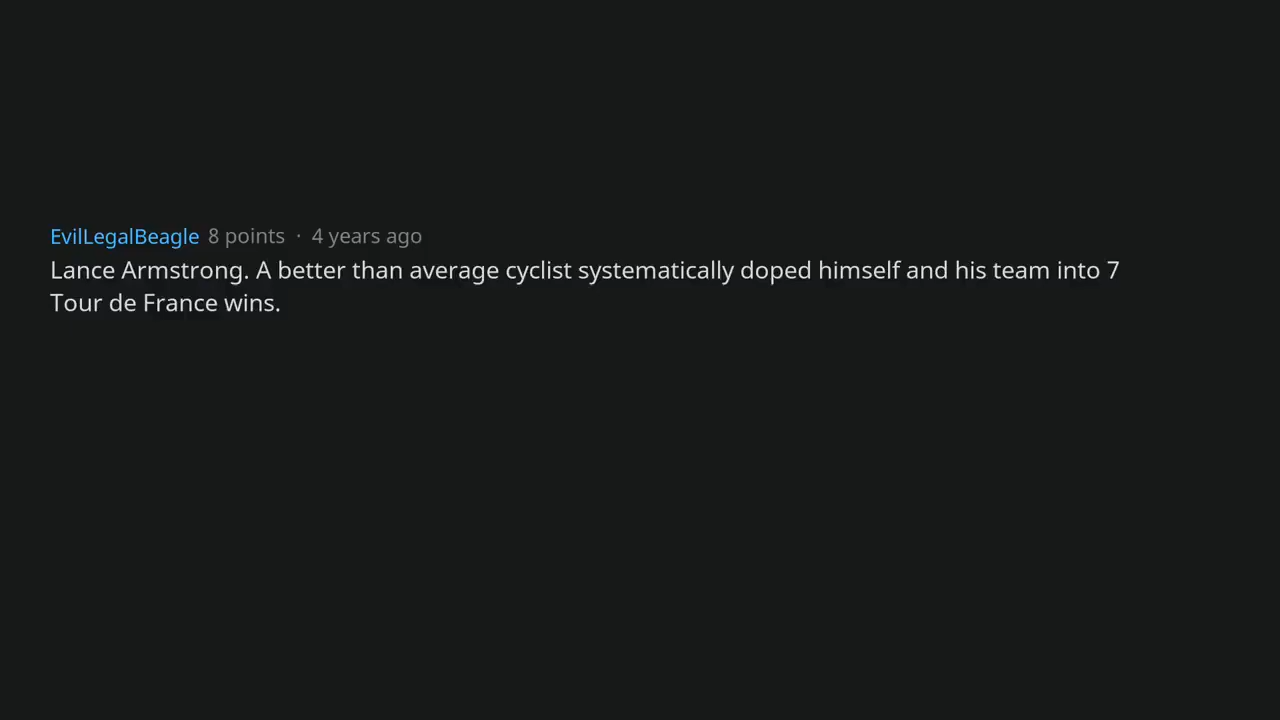 EvilLegalBeagle 8 points · 4 years ago
Lance Armstrong. A better than average cyclist systematically doped himself and his team into 7
Tour de France wins.